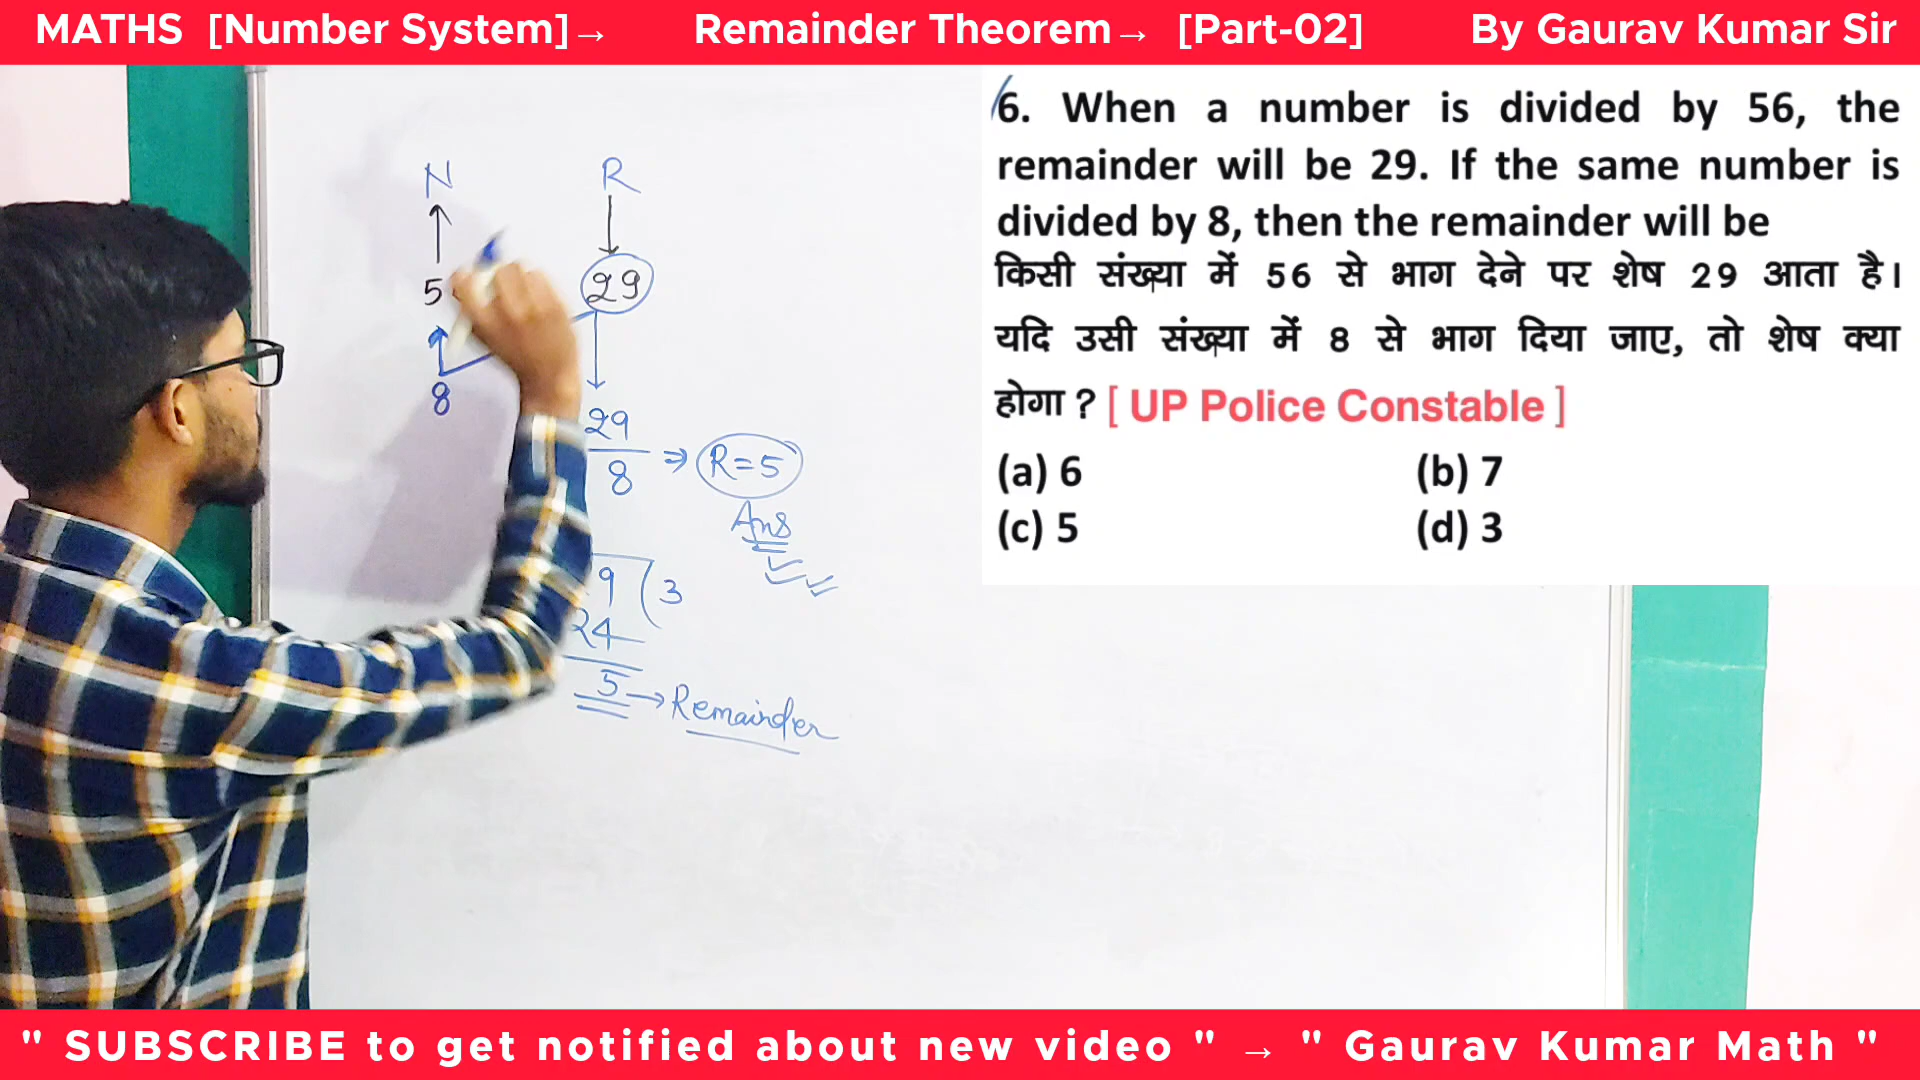 MATHS [Number System]→ Remainder Theorem→ [Part-02] By Gaurav Kumar Sir
6. When a number is divided by 56, the
remainder will be 29. If the same number is
divided by 8, then the remainder will be
किसी संख्या में 56 से भाग देने पर शेष 29 आता है।
यदि उसी संख्या में 8 से भाग दिया जाए, तो शेष क्या
होगा ? [ UP Police Constable ]
(a) 6 (b) 7
(c) 5 (d) 3
N R
5 29
8
29
8 ⇒ R=5
Ans
9 3
24
5 → Remainder
" SUBSCRIBE to get notified about new video " → " Gaurav Kumar Math "